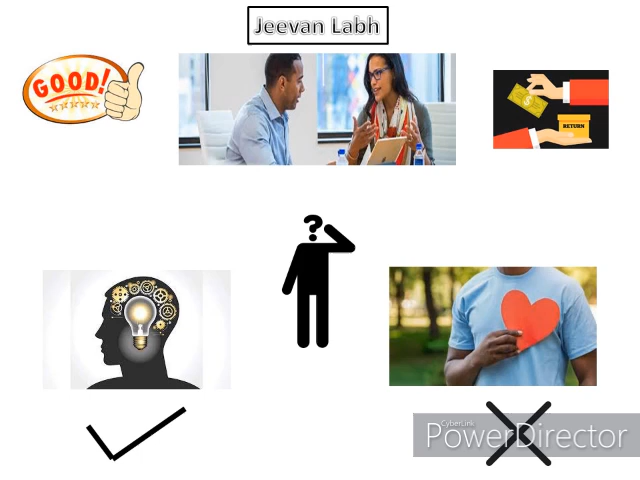 Jeevan Labh
GOOD!
RETURN
?
CyberLink
PowerDirector